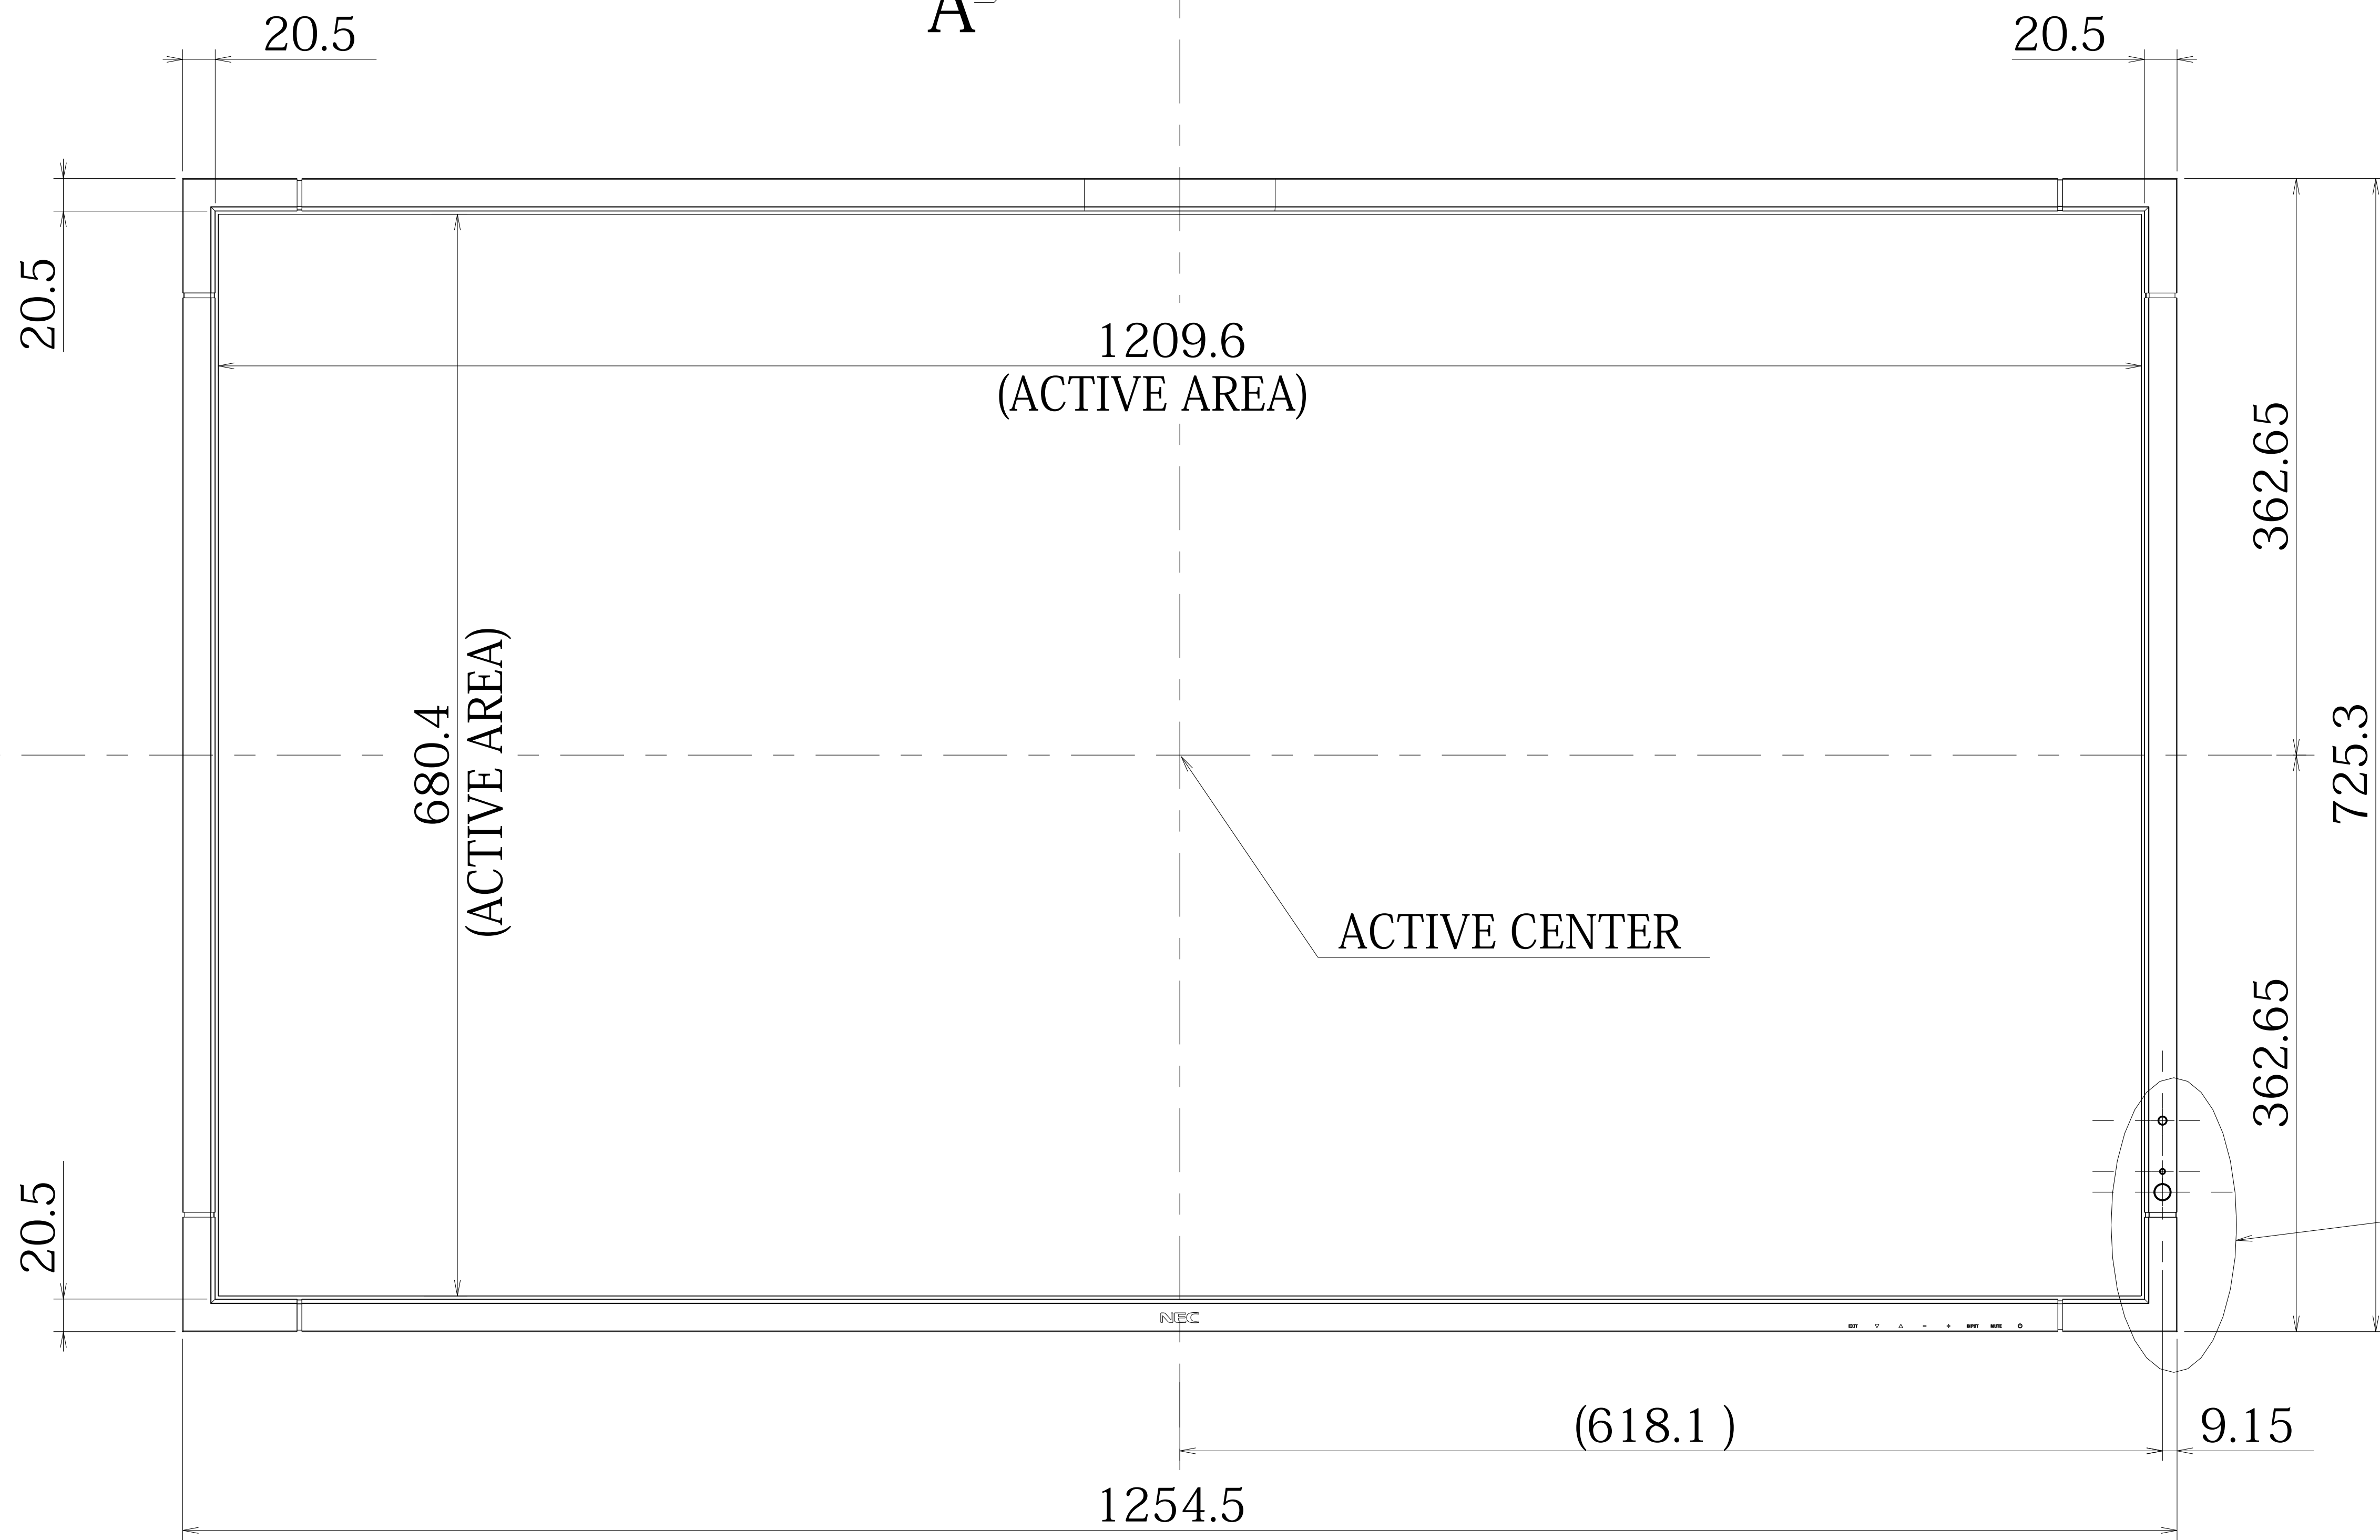 A
20.5
20.5
20.5
1209.6
(ACTIVE AREA)
362.65
680.4
(ACTIVE AREA)
725.3
ACTIVE CENTER
362.65
20.5
NEC
EXIT ▽ △ − + INPUT MUTE ⏻
(618.1 )
9.15
1254.5